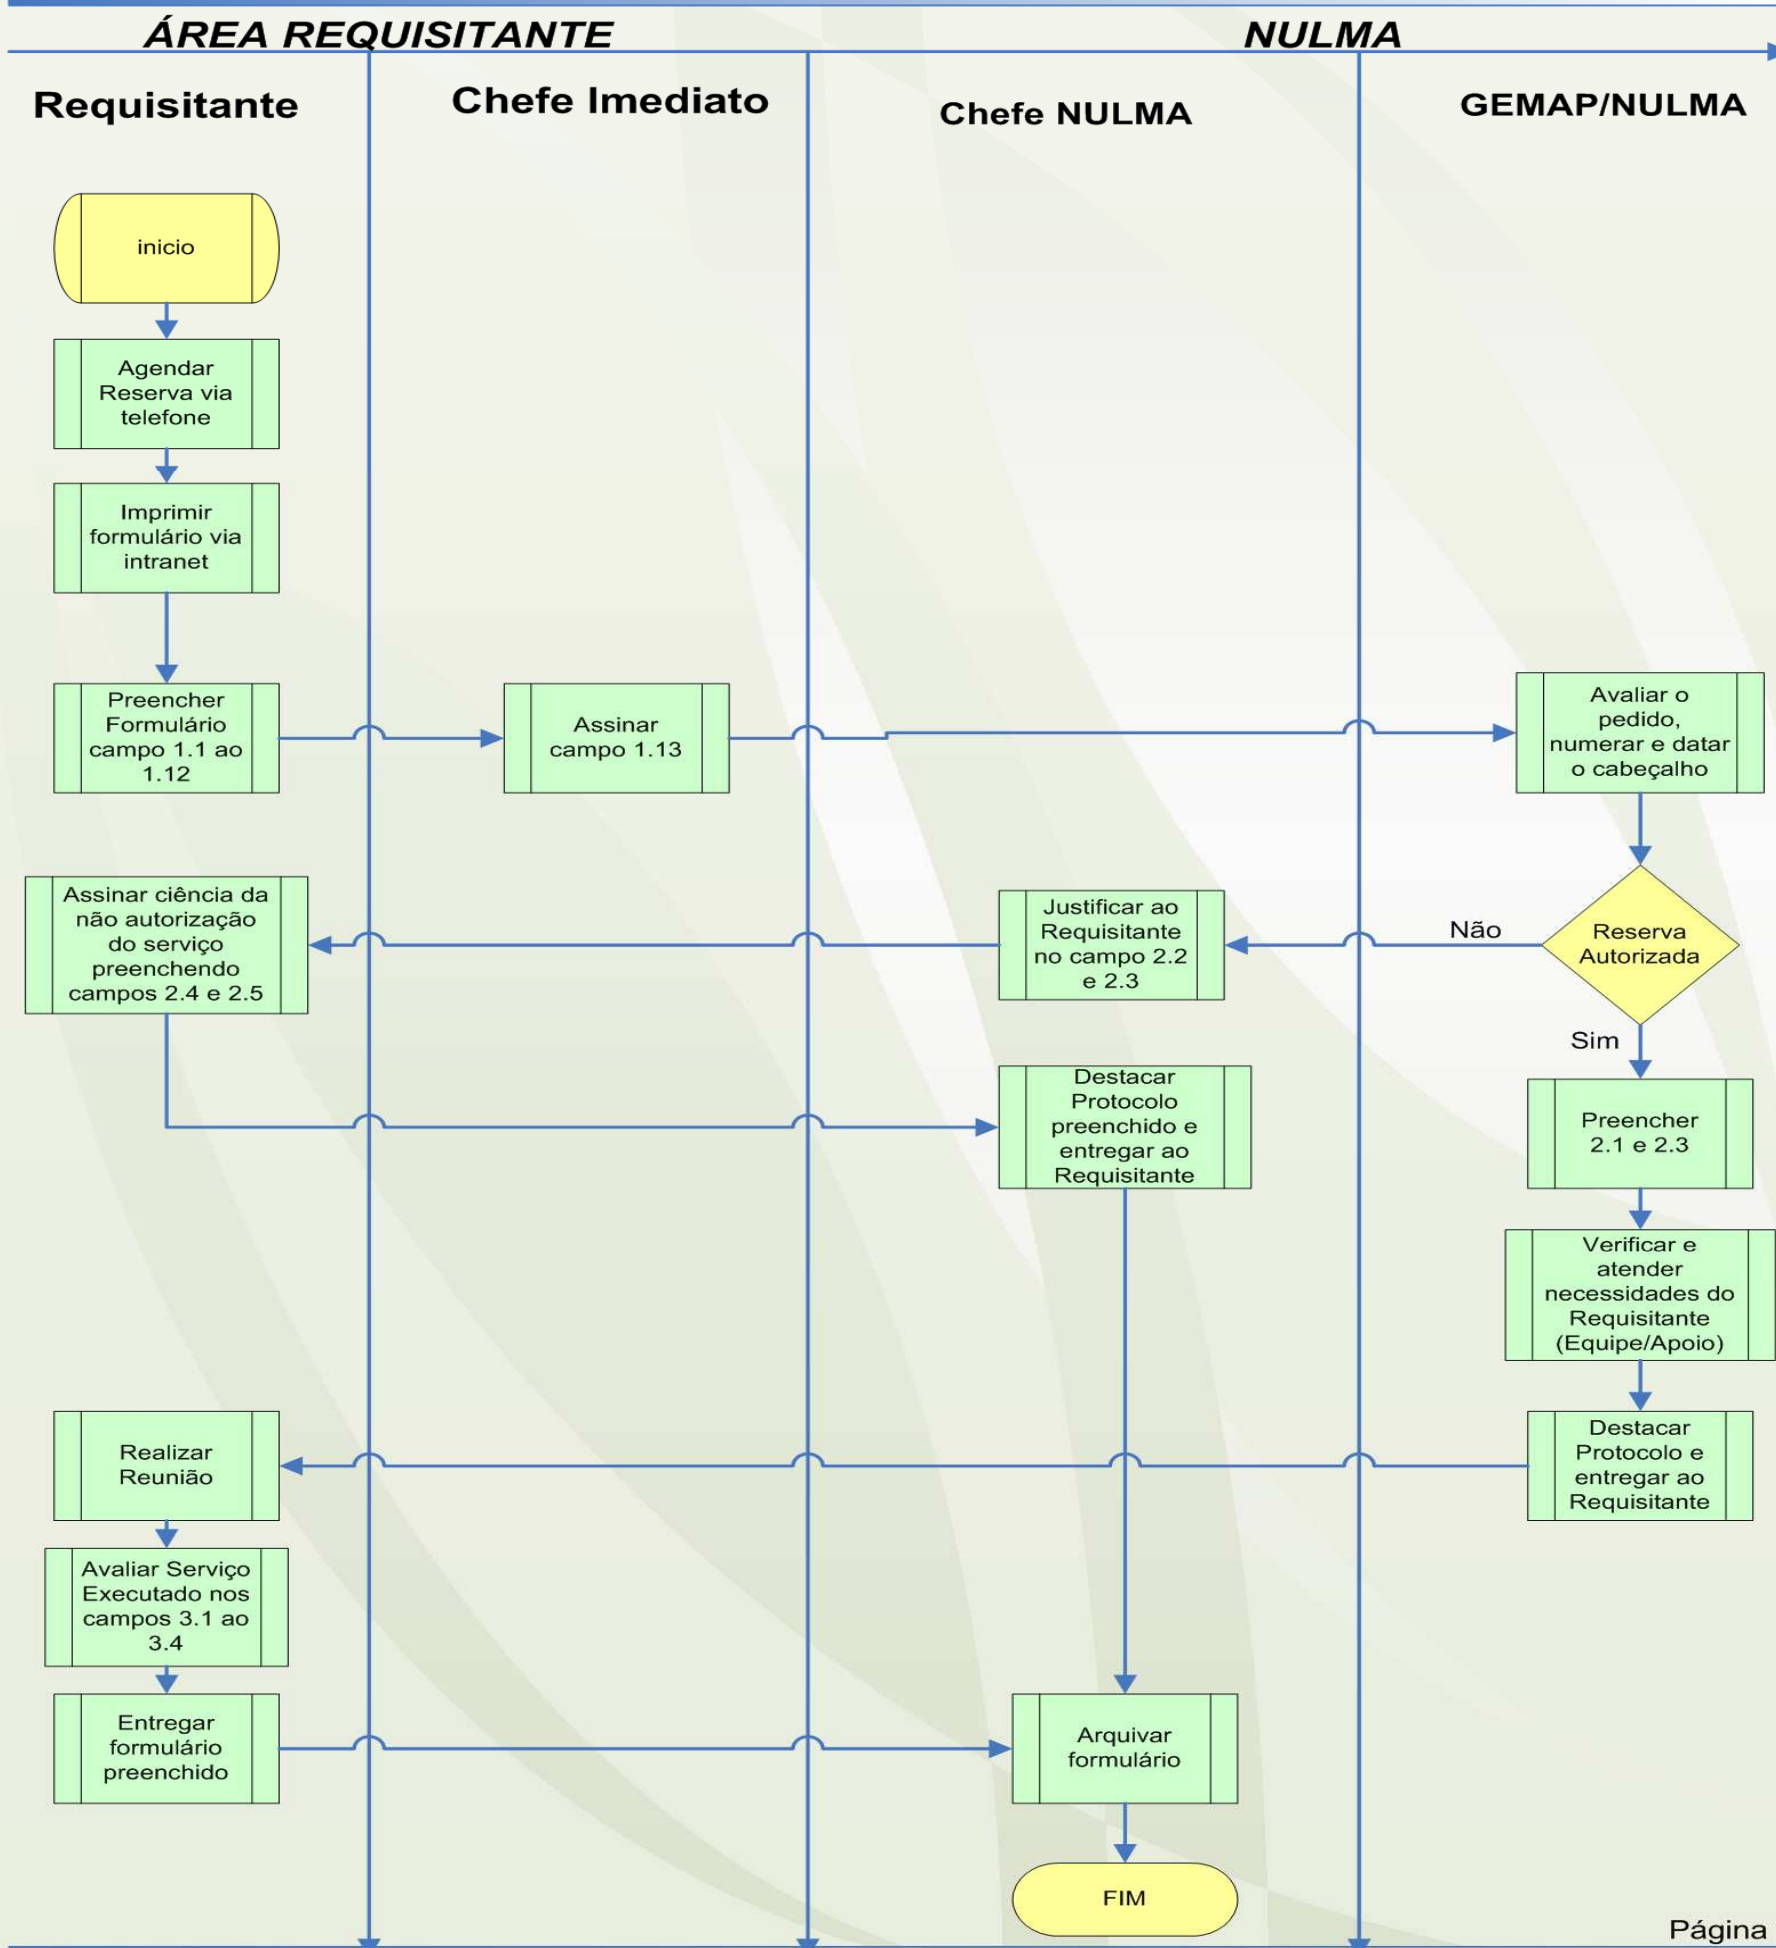 ÁREA REQUISITANTE
NULMA
Requisitante
Chefe Imediato
Chefe NULMA
GEMAP/NULMA
inicio
Agendar
Reserva via
telefone
Imprimir
formulário via
intranet
Preencher
Formulário
campo 1.1 ao
1.12
Assinar
campo 1.13
Avaliar o
pedido,
numerar e datar
o cabeçalho
Assinar ciência da
não autorização
do serviço
preenchendo
campos 2.4 e 2.5
Justificar ao
Requisitante
no campo 2.2
e 2.3
Não
Reserva
Autorizada
Sim
Destacar
Protocolo
preenchido e
entregar ao
Requisitante
Preencher
2.1 e 2.3
Verificar e
atender
necessidades do
Requisitante
(Equipe/Apoio)
Realizar
Reunião
Destacar
Protocolo e
entregar ao
Requisitante
Avaliar Serviço
Executado nos
campos 3.1 ao
3.4
Entregar
formulário
preenchido
Arquivar
formulário
FIM
Página